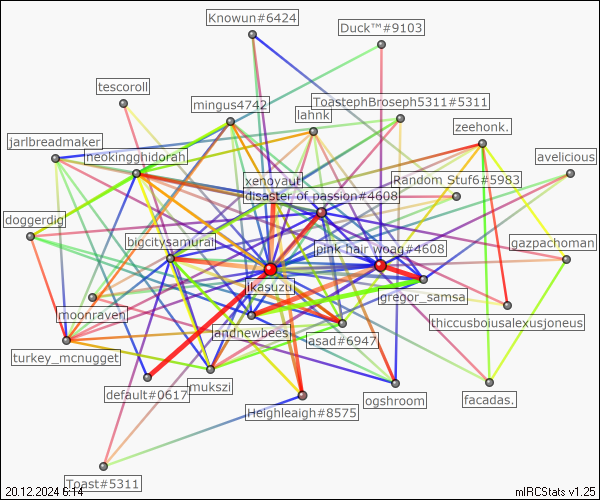 Knowun#6424
Duck™#9103
tescoroll
mingus4742
ToastephBroseph5311#5311
lahnk
zeehonk.
jarlbreadmaker
neokingghidorah
avelicious
xenoyaut
Random Stuf6#5983
disaster of passion#4608
doggerdig
bigcitysamurai
pink hair woag#4608
gazpachoman
jkasuzu
gregor_samsa
moonraven
thiccusboiusalexusjoneus
andnewbees
asad#6947
turkey_mcnugget
default#0617
mukszi
ogshroom
facadas.
Heighleaigh#8575
Toast#5311
20.12.2024 6:14
mIRCStats v1.25